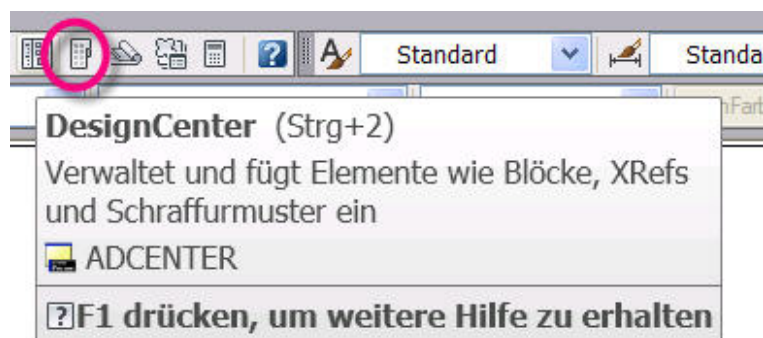 Standard Standa
nFarb
DesignCenter (Strg+2)
Verwaltet und fügt Elemente wie Blöcke, XRefs
und Schraffurmuster ein
ADCENTER
F1 drücken, um weitere Hilfe zu erhalten